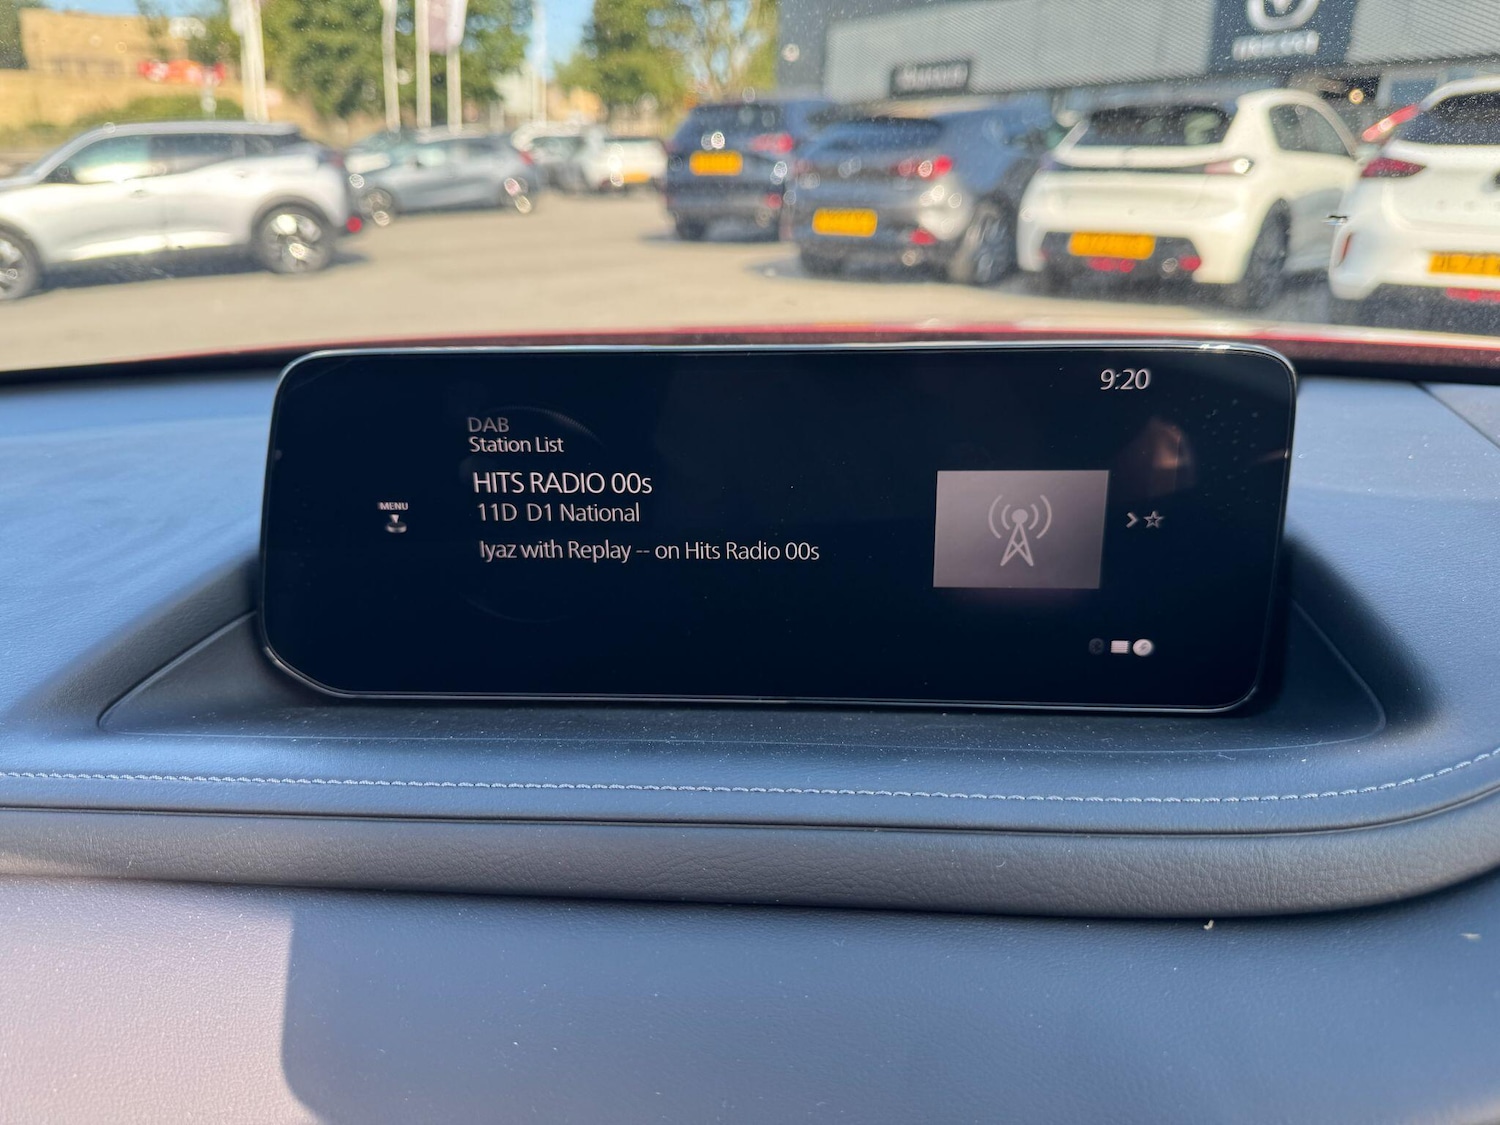 9:20
DAB
Station List
HITS RADIO 00s
11D D1 National
Iyaz with Replay -- on Hits Radio 00s
MENU